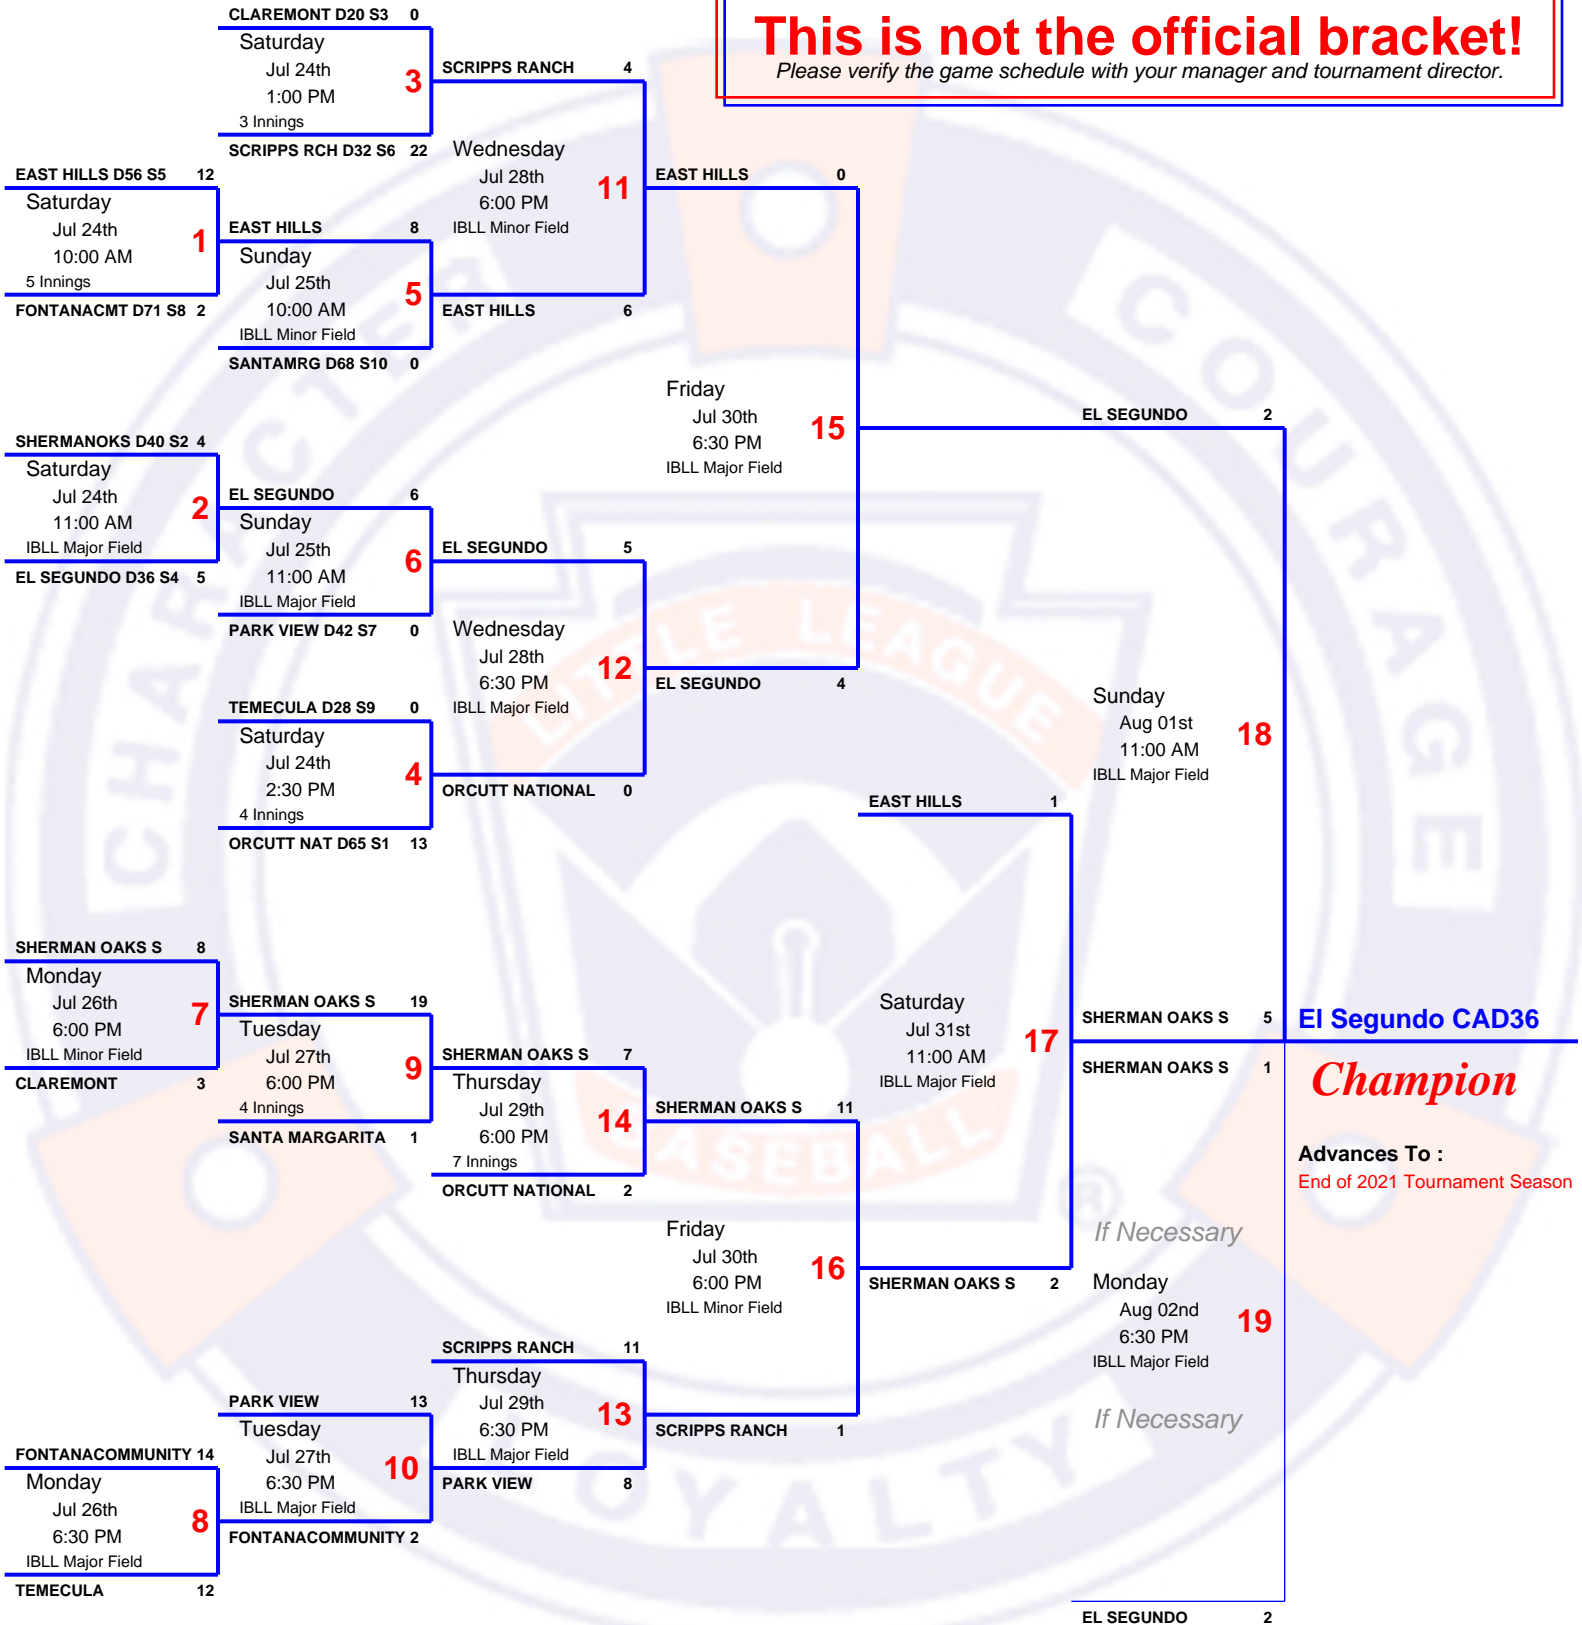 This is not the official bracket!
Please verify the game schedule with your manager and tournament director.
CLAREMONT D20 S3 0
Saturday
Jul 24th
1:00 PM
3 Innings
3
SCRIPPS RCH D32 S6 22
EAST HILLS D56 S5 12
Saturday
Jul 24th
10:00 AM
5 Innings
1
FONTANACMT D71 S8 2
EAST HILLS 8
Sunday
Jul 25th
10:00 AM
IBLL Minor Field
5
SANTAMRG D68 S10 0
SCRIPPS RANCH 4
Wednesday
Jul 28th
6:00 PM
IBLL Minor Field
11
EAST HILLS 6
SHERMANOKS D40 S2 4
Saturday
Jul 24th
11:00 AM
IBLL Major Field
2
EL SEGUNDO D36 S4 5
EL SEGUNDO 6
Sunday
Jul 25th
11:00 AM
IBLL Major Field
6
PARK VIEW D42 S7 0
TEMECULA D28 S9 0
Saturday
Jul 24th
2:30 PM
4 Innings
4
ORCUTT NAT D65 S1 13
EL SEGUNDO 5
Wednesday
Jul 28th
6:30 PM
IBLL Major Field
12
ORCUTT NATIONAL 0
EAST HILLS 0
Friday
Jul 30th
6:30 PM
IBLL Major Field
15
EL SEGUNDO 4
EL SEGUNDO 2
Sunday
Aug 01st
11:00 AM
IBLL Major Field
18
SHERMAN OAKS S 5
SHERMAN OAKS S 8
Monday
Jul 26th
6:00 PM
IBLL Minor Field
7
CLAREMONT 3
SHERMAN OAKS S 19
Tuesday
Jul 27th
6:00 PM
4 Innings
9
SANTA MARGARITA 1
SHERMAN OAKS S 7
Thursday
Jul 29th
6:00 PM
7 Innings
14
ORCUTT NATIONAL 2
FONTANACOMMUNITY 14
Monday
Jul 26th
6:30 PM
IBLL Major Field
8
TEMECULA 12
PARK VIEW 13
Tuesday
Jul 27th
6:30 PM
IBLL Major Field
10
FONTANACOMMUNITY 2
SCRIPPS RANCH 11
Thursday
Jul 29th
6:30 PM
IBLL Major Field
13
PARK VIEW 8
SHERMAN OAKS S 11
Friday
Jul 30th
6:00 PM
IBLL Minor Field
16
SCRIPPS RANCH 1
EAST HILLS 1
Saturday
Jul 31st
11:00 AM
IBLL Major Field
17
SHERMAN OAKS S 2
SHERMAN OAKS S 1
If Necessary
Monday
Aug 02nd
6:30 PM
IBLL Major Field
19
If Necessary
EL SEGUNDO 2
El Segundo CAD36
Champion
Advances To :
End of 2021 Tournament Season
CHARACTER
COURAGE
LOYALTY
LITTLE LEAGUE
BASEBALL
®